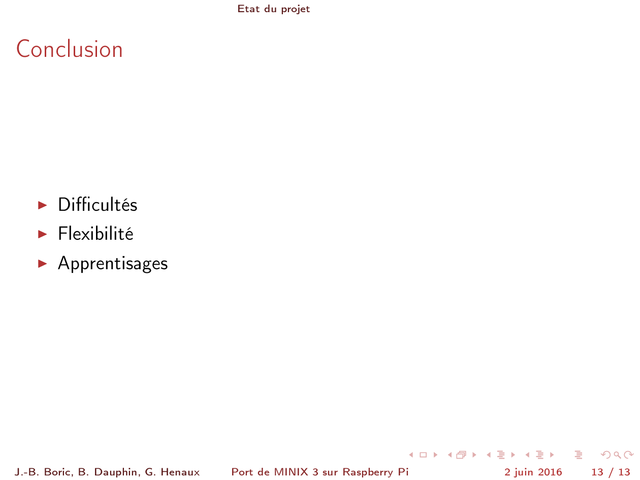 Etat du projet
Conclusion
Difficultés
Flexibilité
Apprentisages
J.-B. Boric, B. Dauphin, G. Henaux Port de MINIX 3 sur Raspberry Pi 2 juin 2016 13 / 13